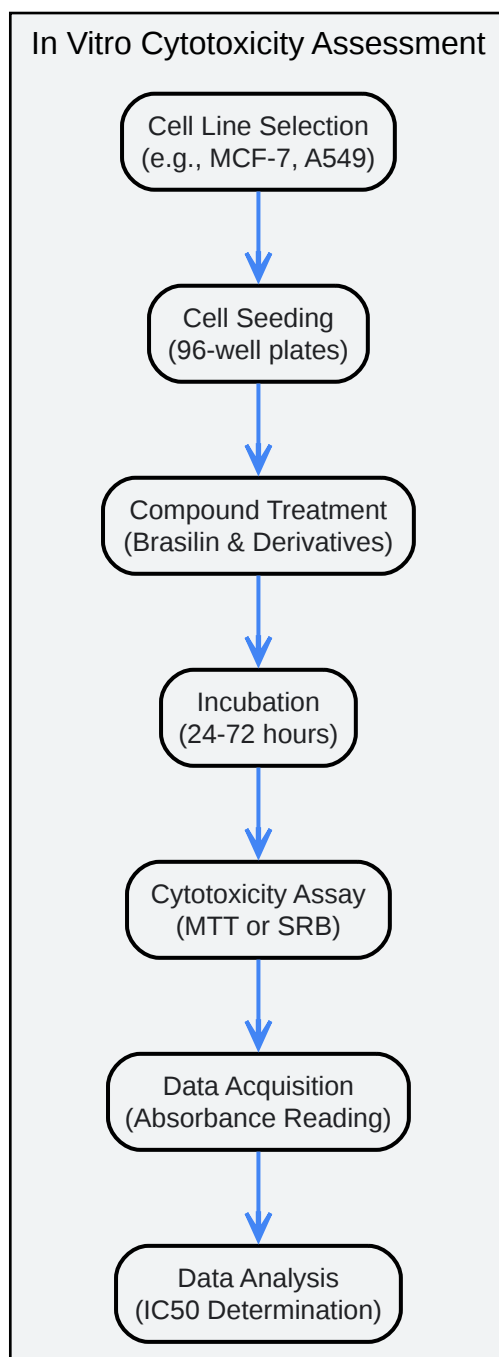 In Vitro Cytotoxicity Assessment
Cell Line Selection
(e.g., MCF-7, A549)
Cell Seeding
(96-well plates)
Compound Treatment
(Brasilin & Derivatives)
Incubation
(24-72 hours)
Cytotoxicity Assay
(MTT or SRB)
Data Acquisition
(Absorbance Reading)
Data Analysis
(IC50 Determination)